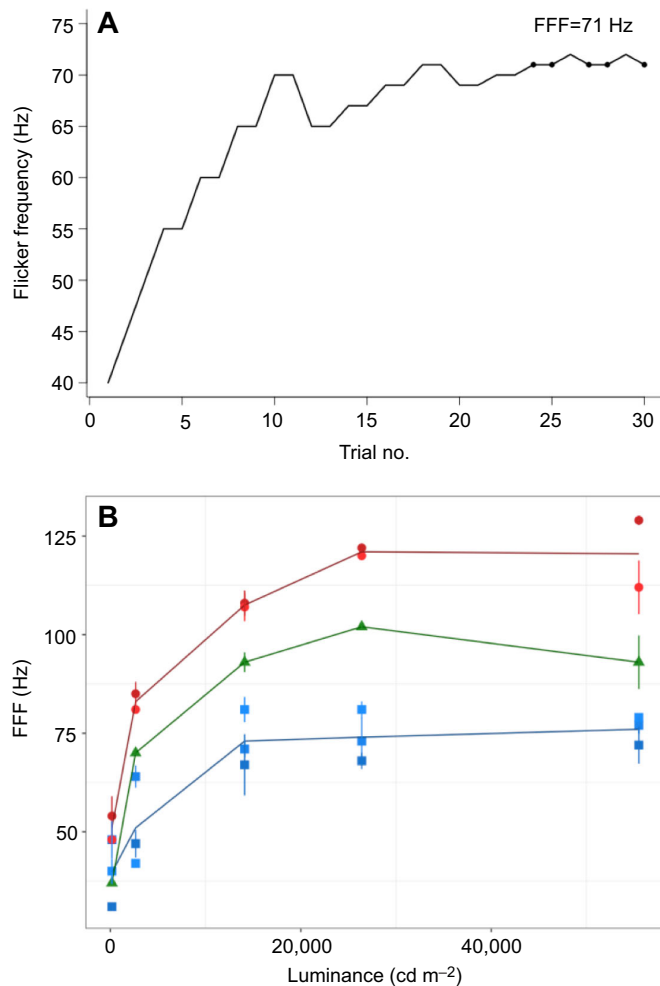 A
FFF=71 Hz
75
70
65
60
55
50
45
40
Flicker frequency (Hz)
0 5 10 15 20 25 30
Trial no.
B
125
100
75
50
FFF (Hz)
0 20,000 40,000
Luminance (cd m⁻²)